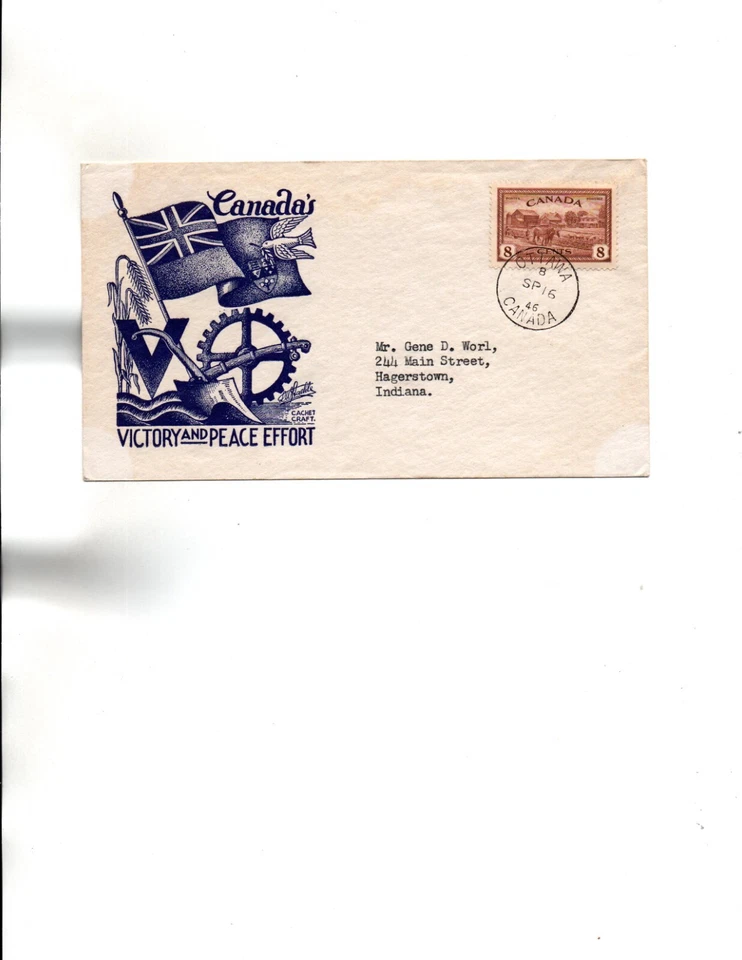 Canada's
VICTORY AND PEACE EFFORT
CACHET
CRAFT.
CANADA
8 CENTS 8
OTTAWA
8
SP 16
46
CANADA
Mr. Gene D. Worl,
244 Main Street,
Hagerstown,
Indiana.